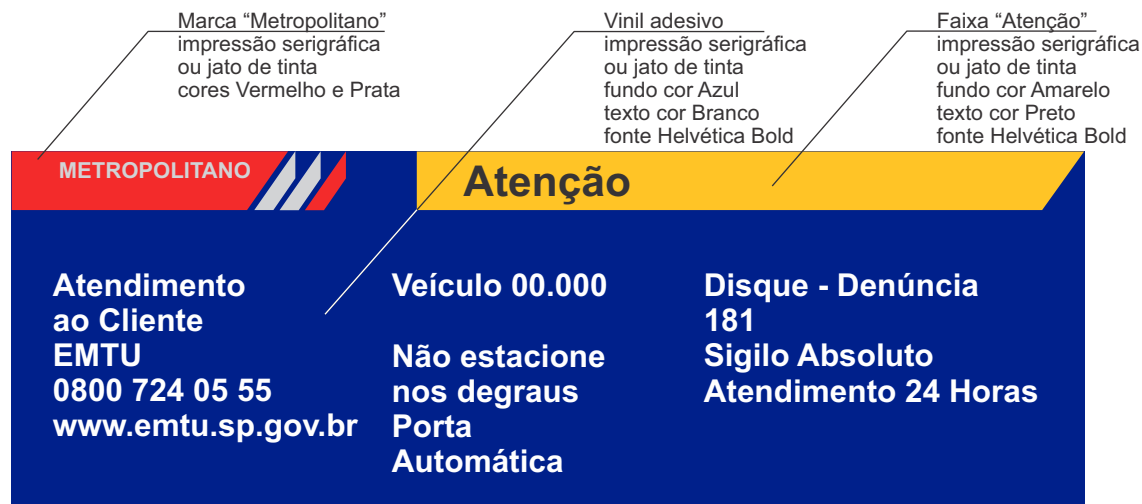 Marca “Metropolitano”
impressão serigráfica
ou jato de tinta
cores Vermelho e Prata
Vinil adesivo
impressão serigráfica
ou jato de tinta
fundo cor Azul
texto cor Branco
fonte Helvética Bold
Faixa “Atenção”
impressão serigráfica
ou jato de tinta
fundo cor Amarelo
texto cor Preto
fonte Helvética Bold
METROPOLITANO
Atenção
Atendimento
ao Cliente
EMTU
0800 724 05 55
www.emtu.sp.gov.br
Veículo 00.000
Não estacione
nos degraus
Porta
Automática
Disque - Denúncia
181
Sigilo Absoluto
Atendimento 24 Horas